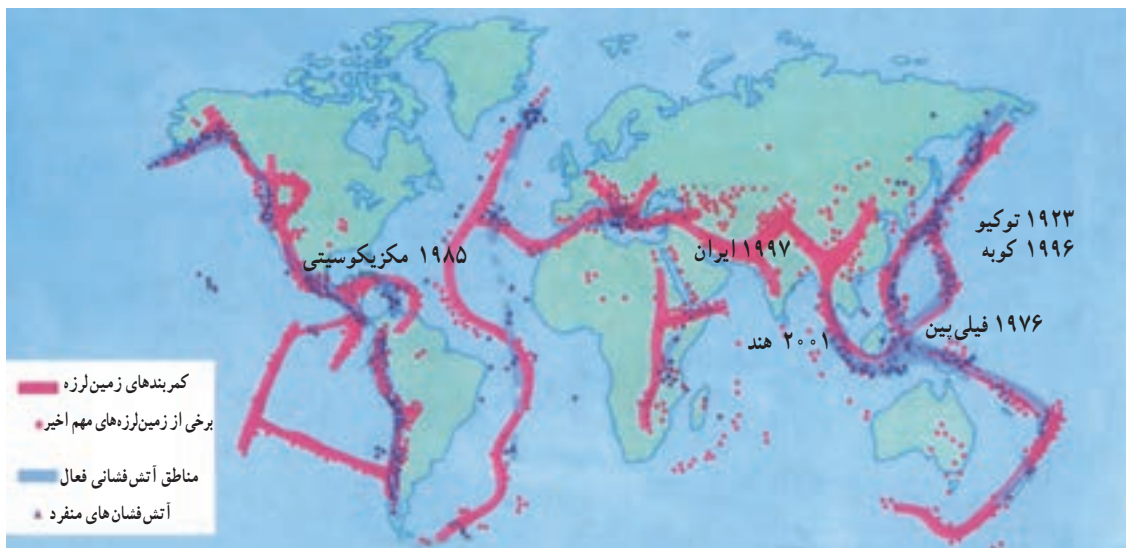 ۱۹۲۳ توکیو
۱۹۹۶ کوبه
۱۹۹۷ ایران
۱۹۸۵ مکزیکوسیتی
۱۹۷۶ فیلی‌پین
۲۰۰۱ هند
کمربندهای زمین‌لرزه
برخی از زمین‌لرزه‌های مهم اخیر
مناطق آتش‌فشانی فعال
آتش‌فشان‌های منفرد